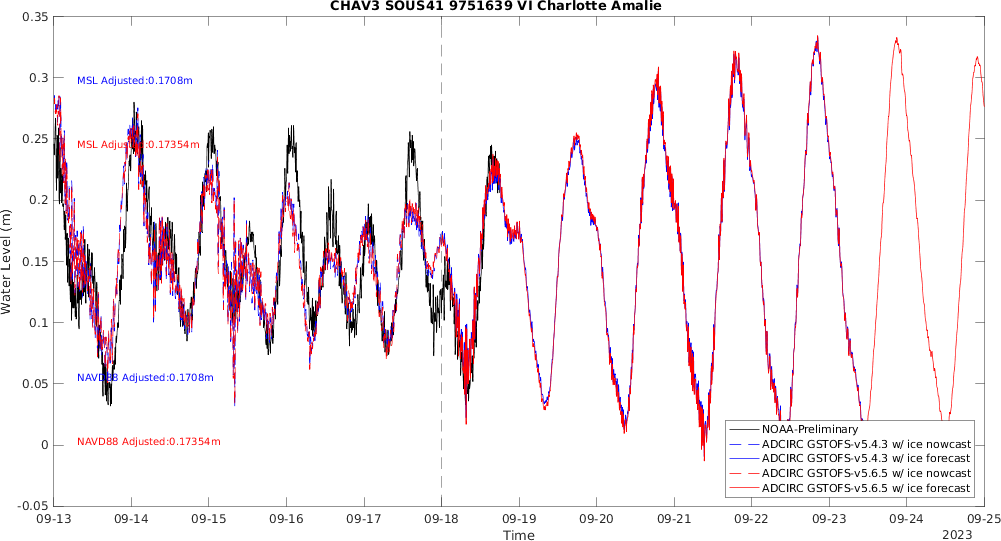 CHAV3 SOUS41 9751639 VI Charlotte Amalie
0.35
0.3
0.25
0.2
0.15
0.1
0.05
0
-0.05
Water Level (m)
MSL Adjusted:0.1708m
MSL Adjusted:0.17354m
NAVD88 Adjusted:0.1708m
NAVD88 Adjusted:0.17354m
NOAA-Preliminary
ADCIRC GSTOFS-v5.4.3 w/ ice nowcast
ADCIRC GSTOFS-v5.4.3 w/ ice forecast
ADCIRC GSTOFS-v5.6.5 w/ ice nowcast
ADCIRC GSTOFS-v5.6.5 w/ ice forecast
09-13 09-14 09-15 09-16 09-17 09-18 09-19 09-20 09-21 09-22 09-23 09-24 09-25
Time
2023